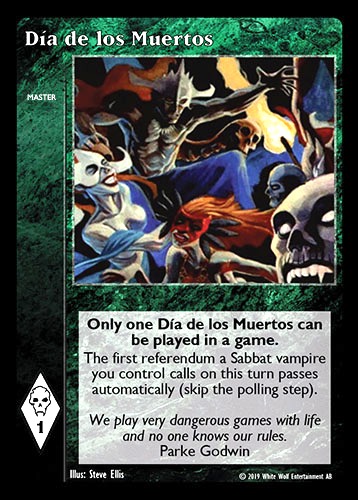 Día de los Muertos
MASTER
Only one Día de los Muertos can
be played in a game.
The first referendum a Sabbat vampire
you control calls on this turn passes
automatically (skip the polling step).
We play very dangerous games with life
and no one knows our rules.
Parke Godwin
1
Illus: Steve Ellis
© 2019 White Wolf Entertainment AB